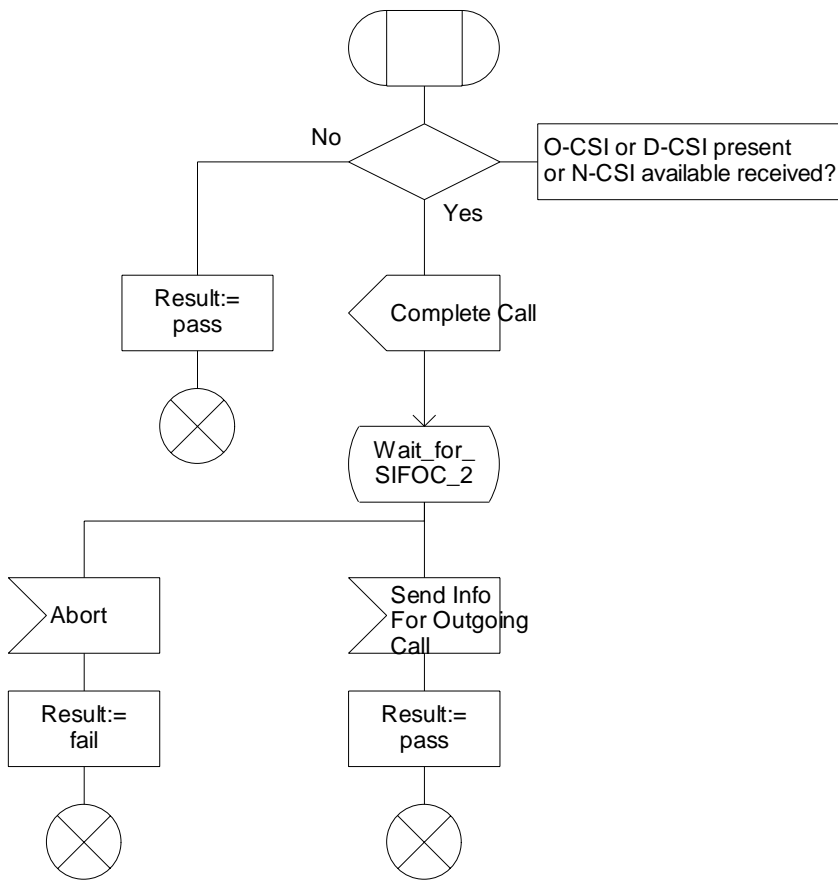 No
O-CSI or D-CSI present
or N-CSI available received?
Yes
Result:=
pass
Complete Call
Wait_for_
SIFOC_2
Abort
Send Info
For Outgoing
Call
Result:=
fail
Result:=
pass